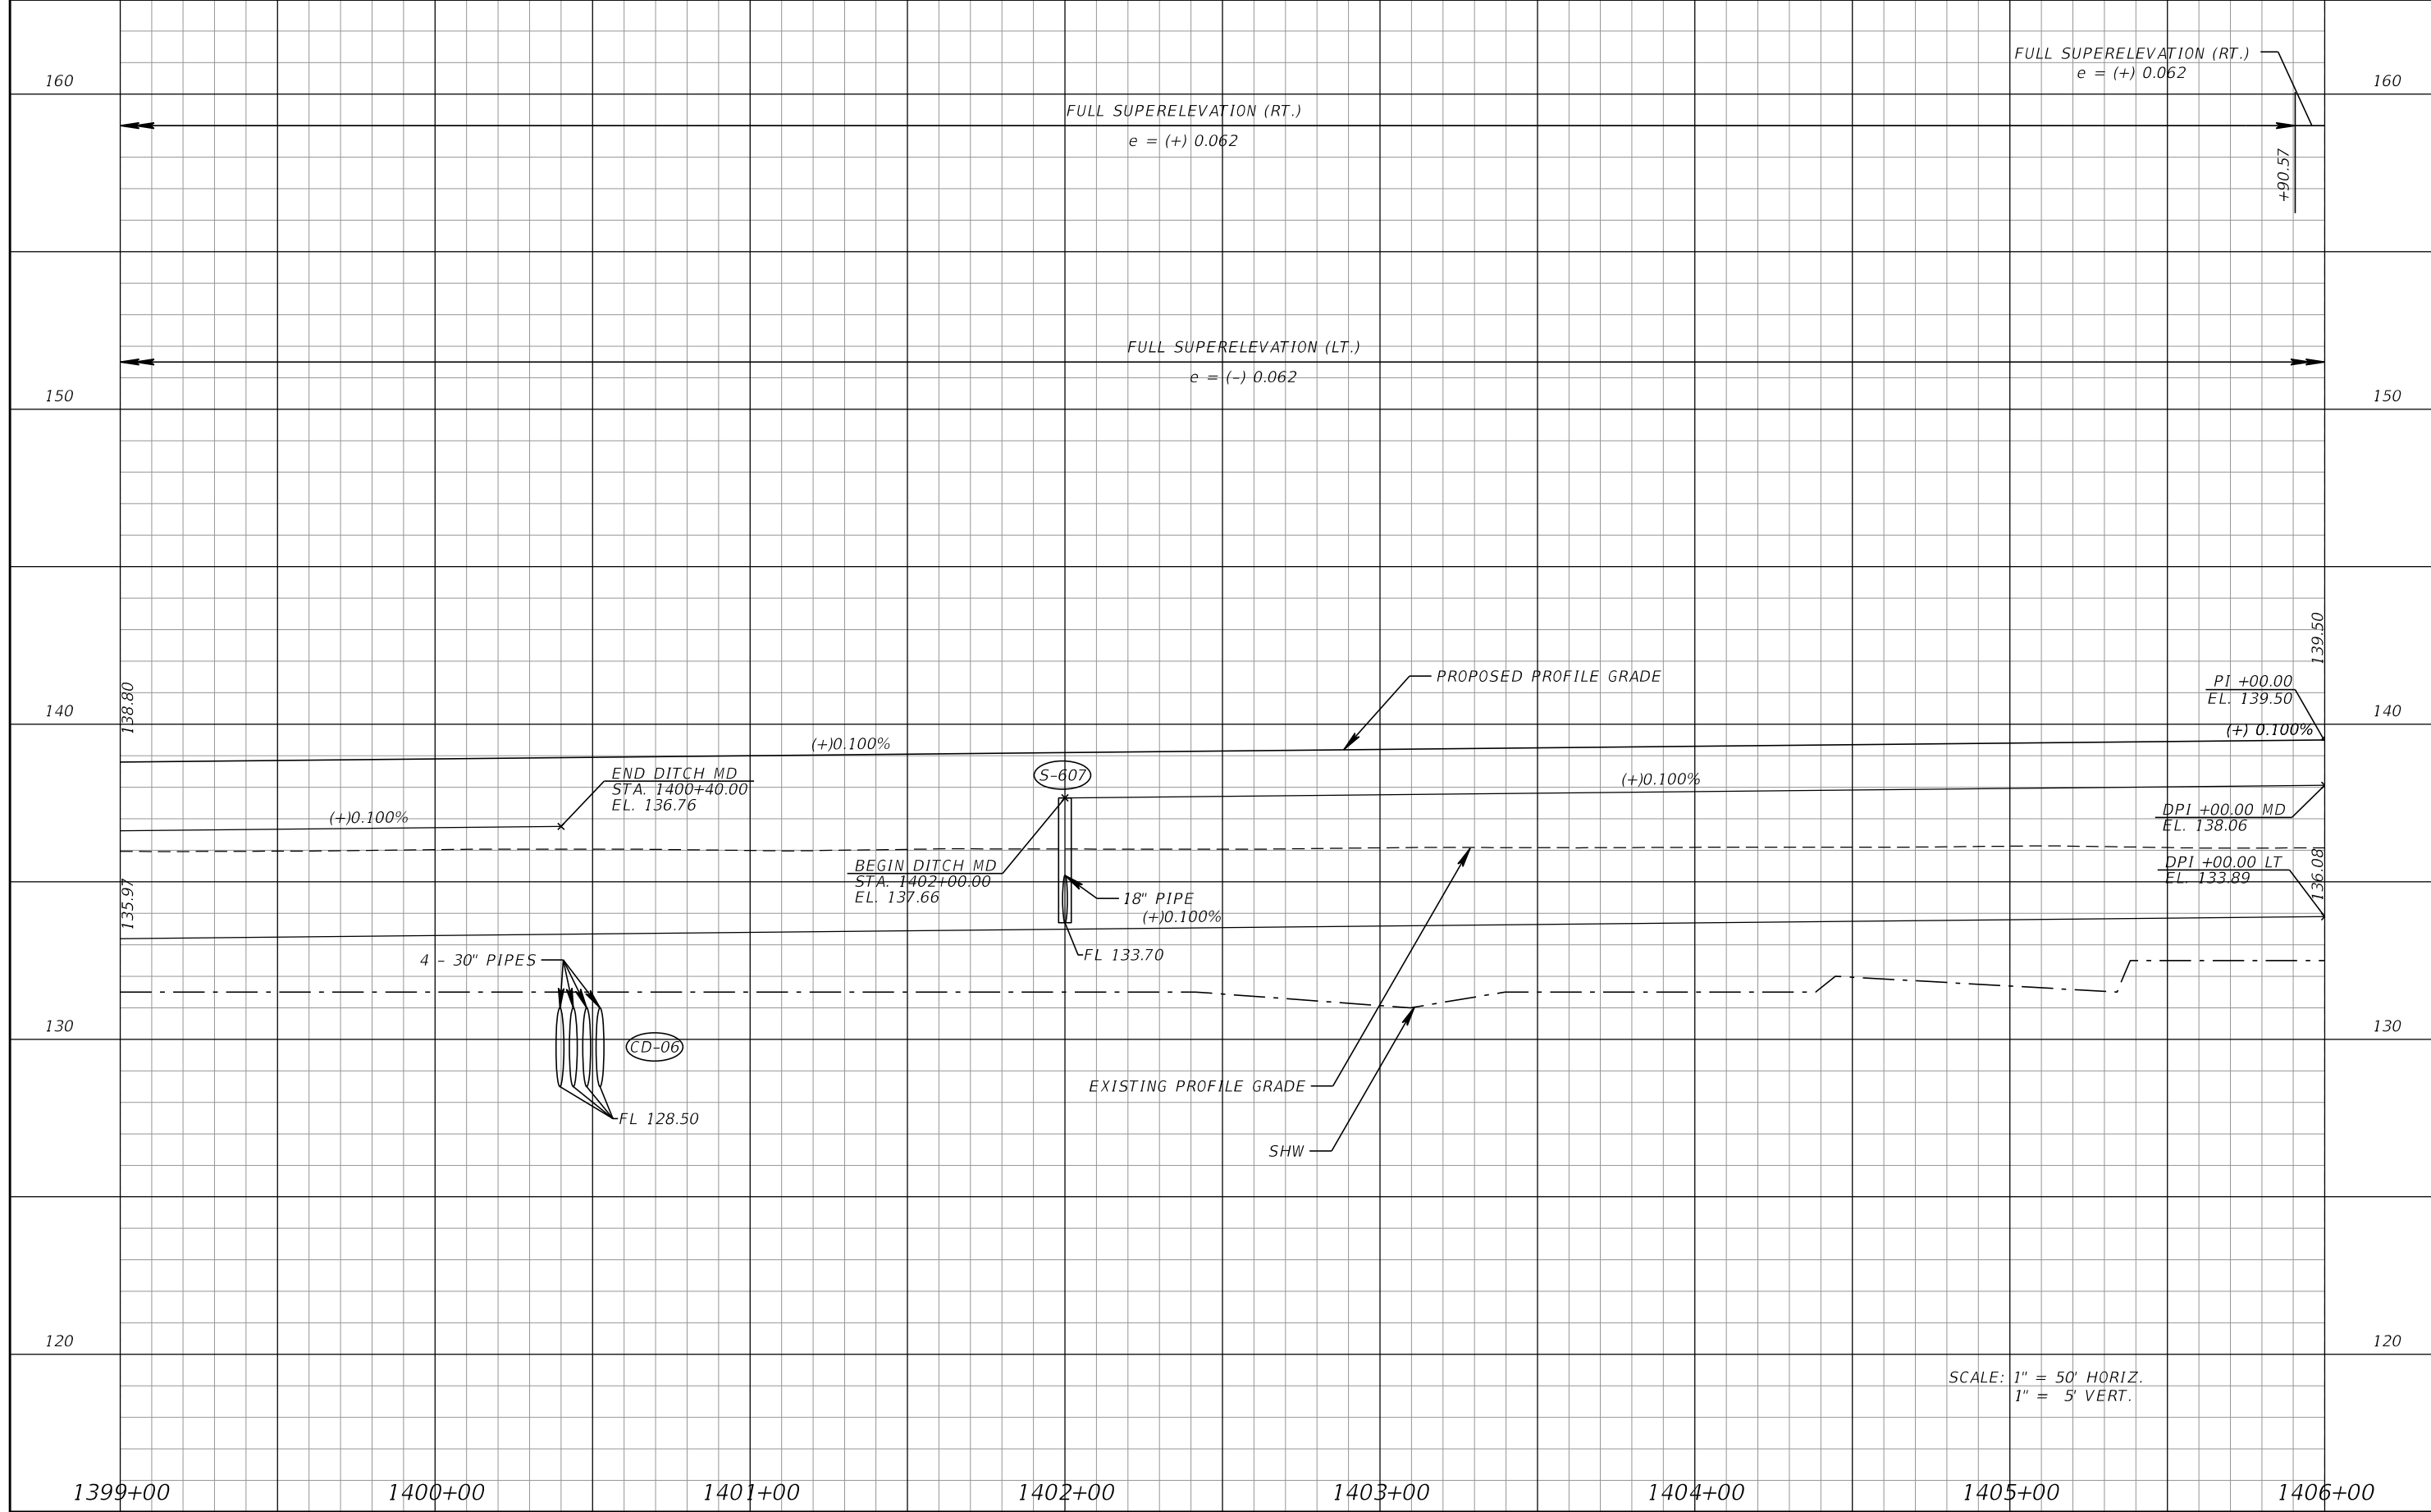 FULL SUPERELEVATION (RT.)
e = (+) 0.062
160
160
FULL SUPERELEVATION (RT.)
e = (+) 0.062
+90.57
FULL SUPERELEVATION (LT.)
e = (-) 0.062
150
150
139.50
PROPOSED PROFILE GRADE
PI +00.00
EL. 139.50
138.80
140
140
(+) 0.100%
(+)0.100%
END DITCH MD
STA. 1400+40.00
EL. 136.76
S-607
(+)0.100%
(+)0.100%
DPI +00.00 MD
EL. 138.06
BEGIN DITCH MD
STA. 1402+00.00
EL. 137.66
DPI +00.00 LT
EL. 133.89
136.08
135.97
18" PIPE
(+)0.100%
4 - 30" PIPES
FL 133.70
130
130
CD-06
EXISTING PROFILE GRADE
FL 128.50
SHW
120
120
SCALE: 1" = 50' HORIZ.
1" = 5' VERT.
1399+00
1400+00
1401+00
1402+00
1403+00
1404+00
1405+00
1406+00